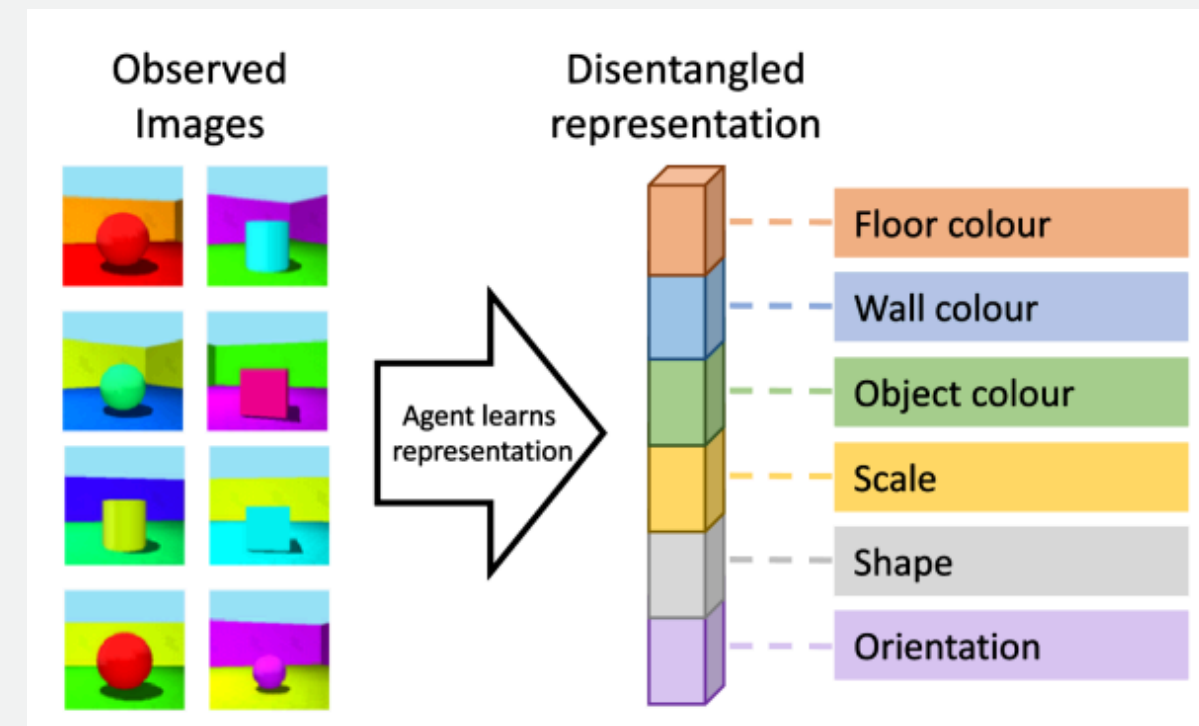 Observed
Images
Disentangled
representation
Agent learns
representation
Floor colour
Wall colour
Object colour
Scale
Shape
Orientation